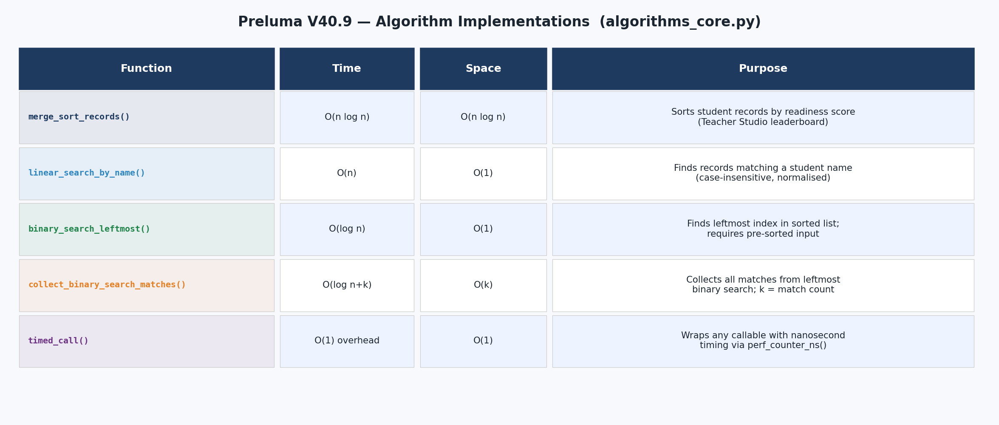 Preluma V40.9 — Algorithm Implementations (algorithms_core.py)
Function
Time
Space
Purpose
merge_sort_records()
O(n log n)
O(n log n)
Sorts student records by readiness score
(Teacher Studio leaderboard)
linear_search_by_name()
O(n)
O(1)
Finds records matching a student name
(case-insensitive, normalised)
binary_search_leftmost()
O(log n)
O(1)
Finds leftmost index in sorted list;
requires pre-sorted input
collect_binary_search_matches()
O(log n+k)
O(k)
Collects all matches from leftmost
binary search; k = match count
timed_call()
O(1) overhead
O(1)
Wraps any callable with nanosecond
timing via perf_counter_ns()